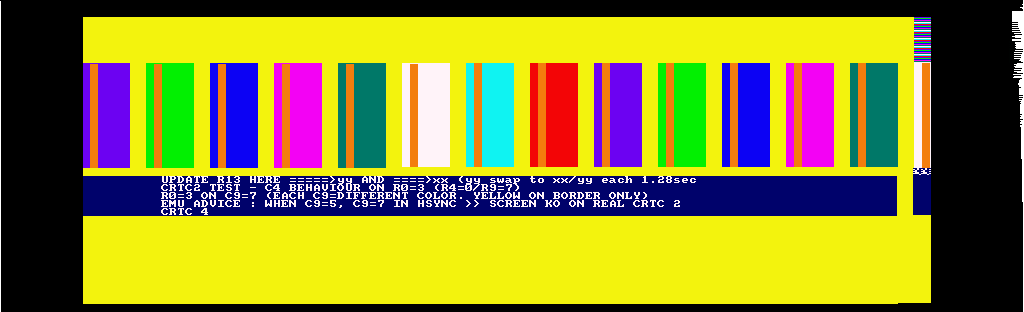 UPDATE R13 HERE =====>yy AND ====>xx (yy swap to xx/yy each 1.28sec
CRTC2 TEST - C4 BEHAVIOUR ON R0=3 (R4=0/R9=7)
R0=3 ON C9=7 (EACH C9=DIFFERENT COLOR. YELLOW ON BORDER ONLY)
EMU ADVICE : WHEN C9=5, C9=7 IN HSYNC >> SCREEN KO ON REAL CRTC 2
CRTC 4